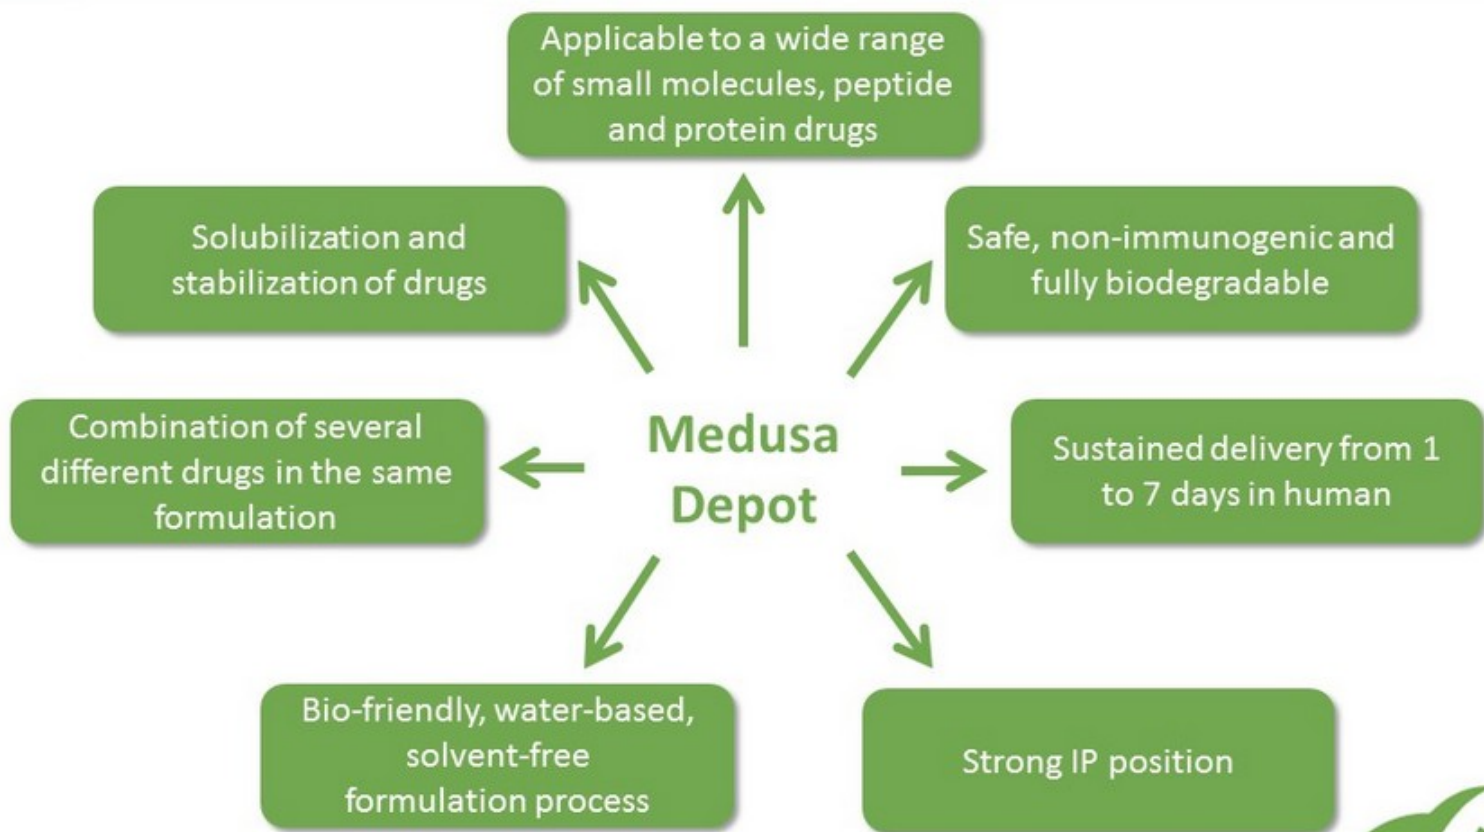 Applicable to a wide range
of small molecules, peptide
and protein drugs
Solubilization and
stabilization of drugs
Safe, non-immunogenic and
fully biodegradable
Combination of several
different drugs in the same
formulation
Medusa
Depot
Sustained delivery from 1
to 7 days in human
Bio-friendly, water-based,
solvent-free
formulation process
Strong IP position